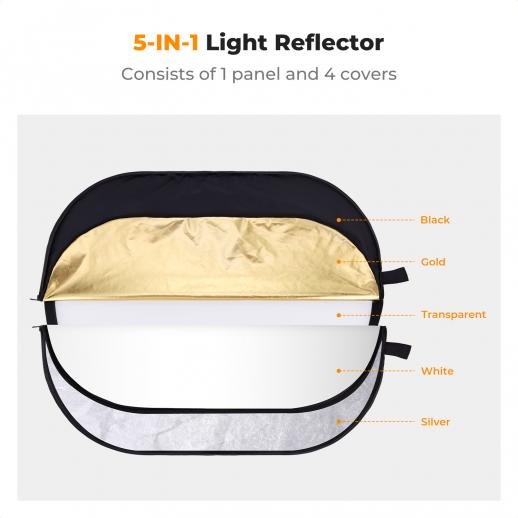 5-IN-1 Light Reflector
Consists of 1 panel and 4 covers
Black
Gold
Transparent
White
Silver